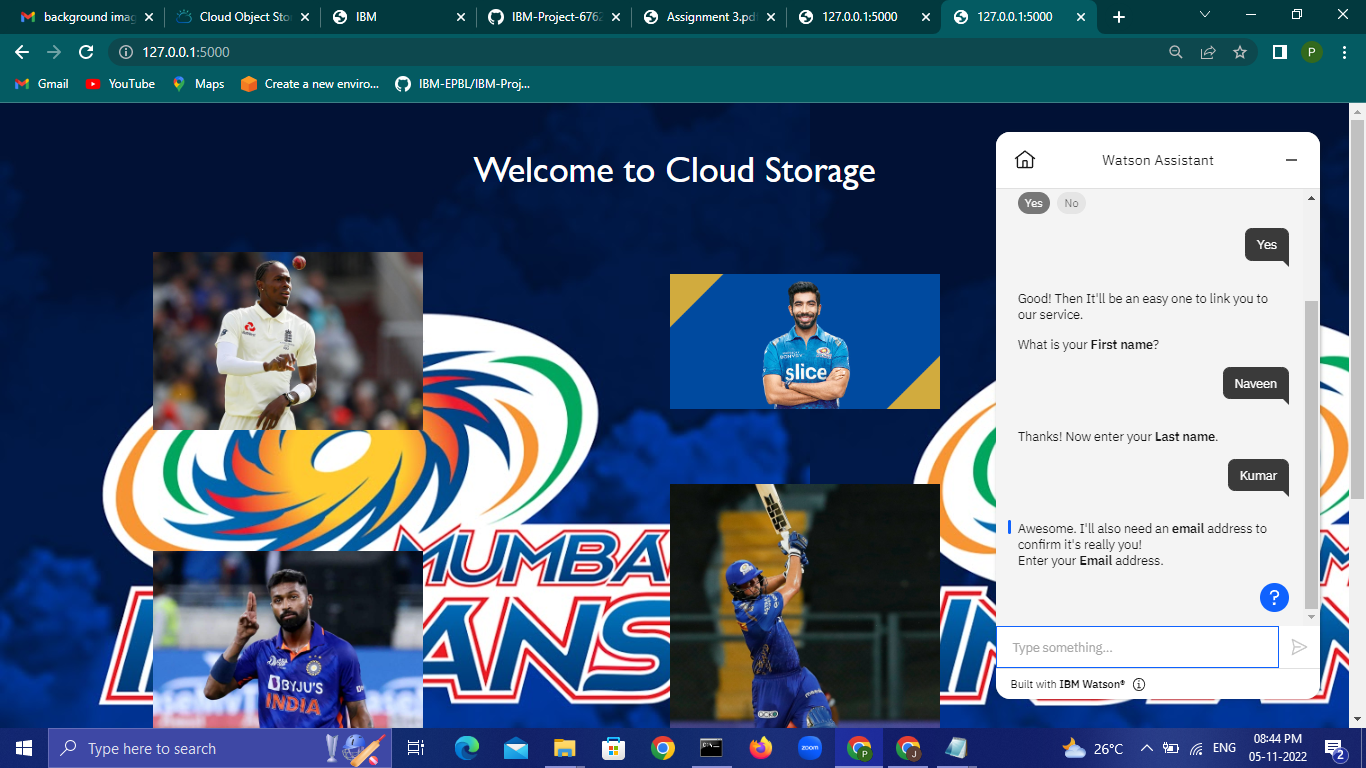 background imag
Cloud Object Sto
IBM
IBM-Project-6762
Assignment 3.pdf
127.0.0.1:5000
127.0.0.1:5000
127.0.0.1:5000
P
Gmail
YouTube
Maps
Create a new enviro...
IBM-EPBL/IBM-Proj...
Welcome to Cloud Storage
slice
MUMBA
ANS
BYJU'S
INDIA
Watson Assistant
Yes
No
Yes
Good! Then It'll be an easy one to link you to
our service.
What is your First name?
Naveen
Thanks! Now enter your Last name.
Kumar
Awesome. I'll also need an email address to
confirm it's really you!
Enter your Email address.
?
Type something...
Built with IBM Watson®
Type here to search
zoom
P
J
26°C
ENG
08:44 PM
05-11-2022
2